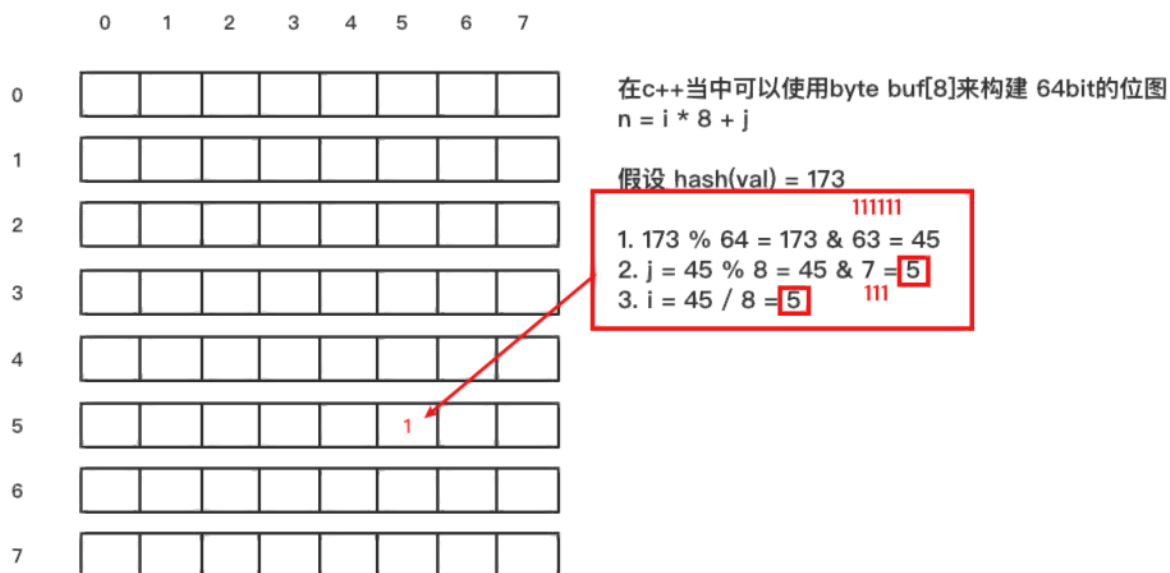 0 1 2 3 4 5 6 7
0
在c++当中可以使用byte buf[8]来构建 64bit的位图
n = i * 8 + j
1
假设 hash(val) = 173
111111
2
1. 173 % 64 = 173 & 63 = 45
2. j = 45 % 8 = 45 & 7 = 5
3
111
3. i = 45 / 8 = 5
4
5
1
6
7